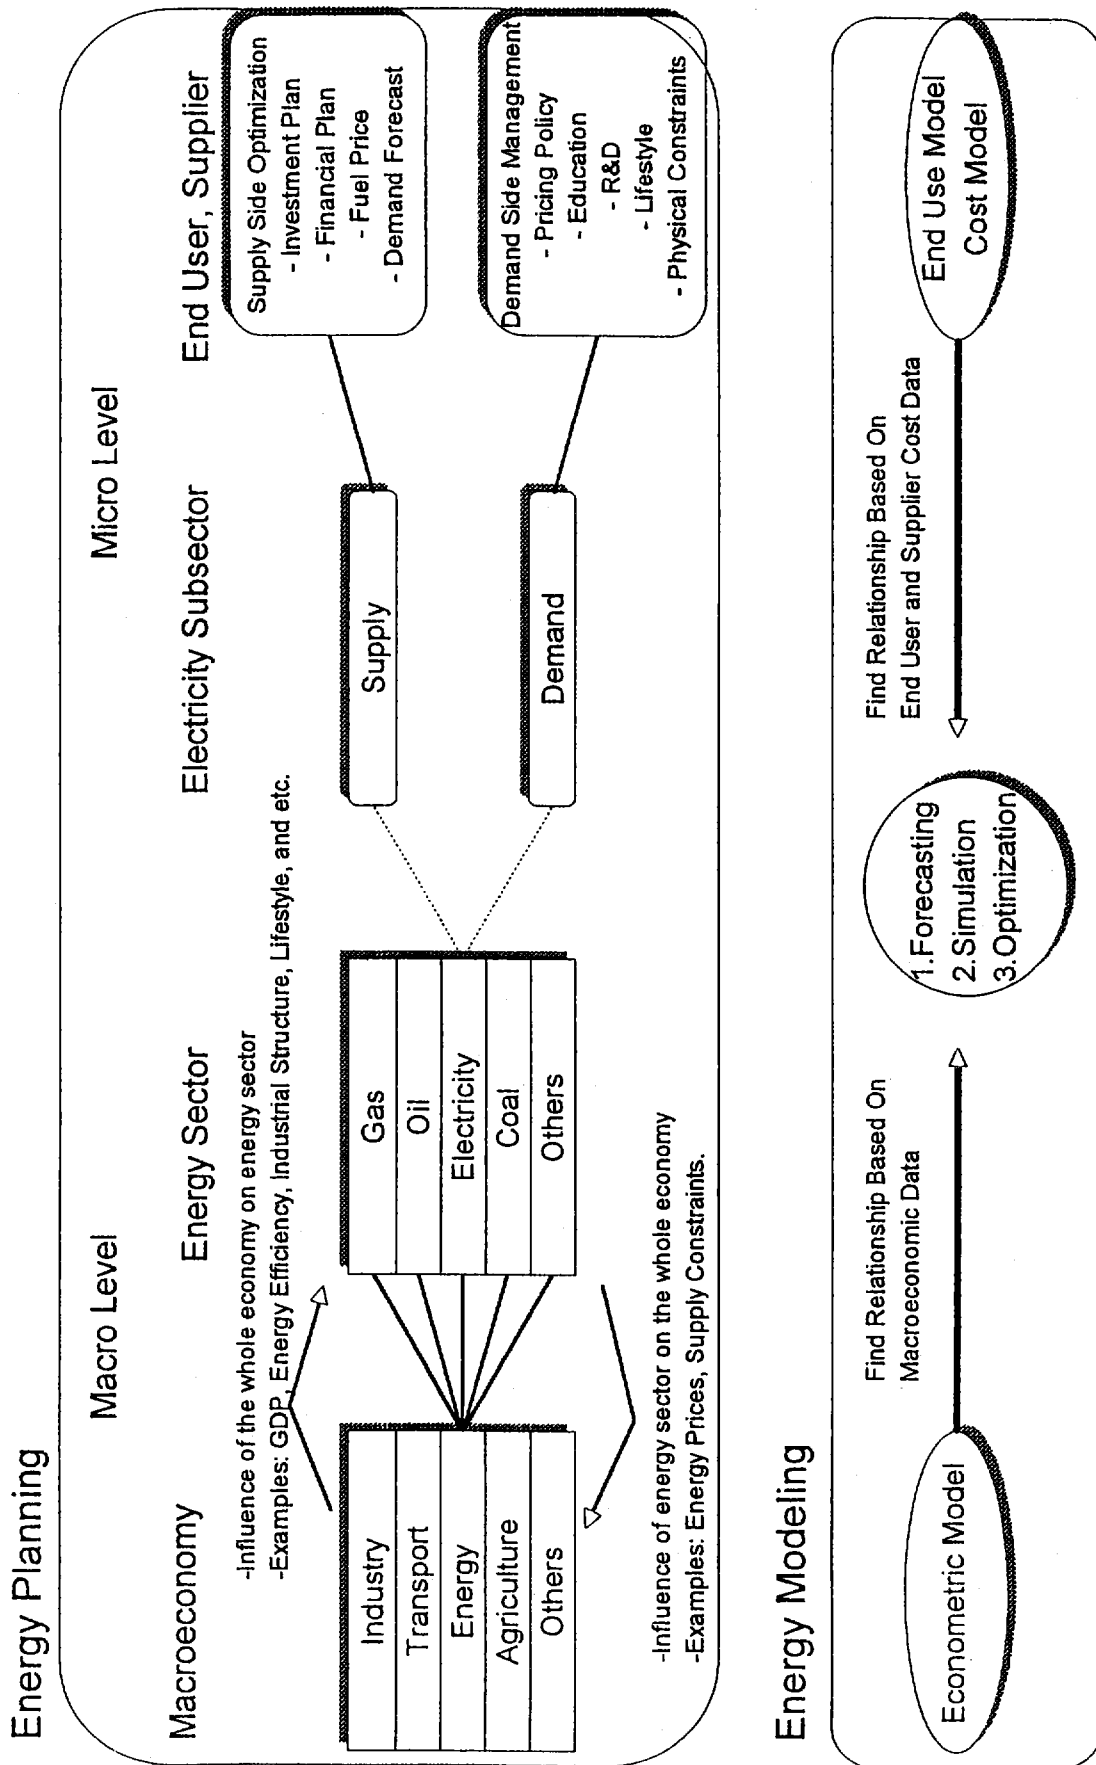 Energy Planning
Macro Level
Micro Level
Macroeconomy
Energy Sector
Electricity Subsector
End User, Supplier
-Influence of the whole economy on energy sector
-Examples: GDP, Energy Efficiency, Industrial Structure, Lifestyle, and etc.
Industry
Transport
Energy
Agriculture
Others
Gas
Oil
Electricity
Coal
Others
Supply
Demand
Supply Side Optimization
- Investment Plan
- Financial Plan
- Fuel Price
- Demand Forecast
Demand Side Management
- Pricing Policy
- Education
- R&D
- Lifestyle
- Physical Constraints
-Influence of energy sector on the whole economy
-Examples: Energy Prices, Supply Constraints.
Energy Modeling
Econometric Model
Find Relationship Based On
Macroeconomic Data
1.Forecasting
2.Simulation
3.Optimization
Find Relationship Based On
End User and Supplier Cost Data
End Use Model
Cost Model